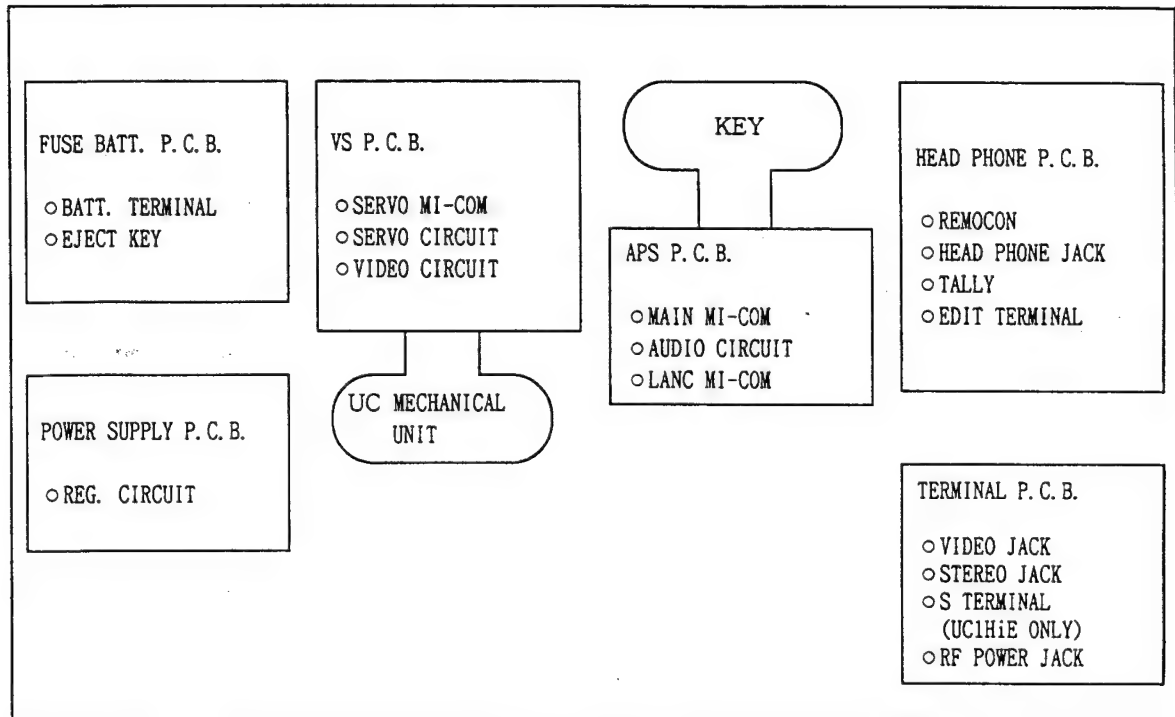 FUSE BATT. P.C.B.
○BATT. TERMINAL
○EJECT KEY
POWER SUPPLY P.C.B.
○REG. CIRCUIT
VS P.C.B.
○SERVO MI-COM
○SERVO CIRCUIT
○VIDEO CIRCUIT
UC MECHANICAL
UNIT
KEY
APS P.C.B.
○MAIN MI-COM
○AUDIO CIRCUIT
○LANC MI-COM
HEAD PHONE P.C.B.
○REMOCON
○HEAD PHONE JACK
○TALLY
○EDIT TERMINAL
TERMINAL P.C.B.
○VIDEO JACK
○STEREO JACK
○S TERMINAL
(UC1HiE ONLY)
○RF POWER JACK